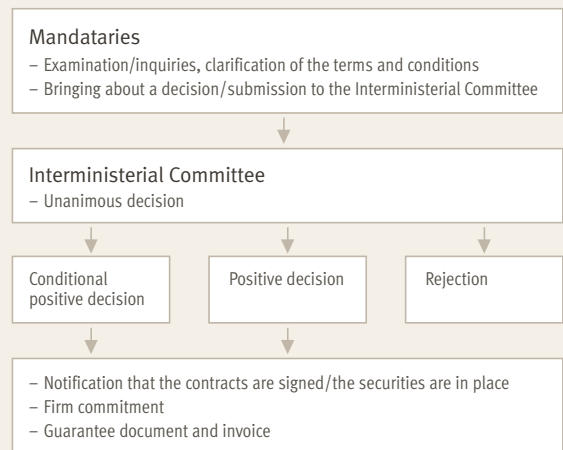 Mandataries
– Examination/inquiries, clarification of the terms and conditions
– Bringing about a decision/submission to the Interministerial Committee
Interministerial Committee
– Unanimous decision
Conditional
positive decision
Positive decision
Rejection
– Notification that the contracts are signed/the securities are in place
– Firm commitment
– Guarantee document and invoice